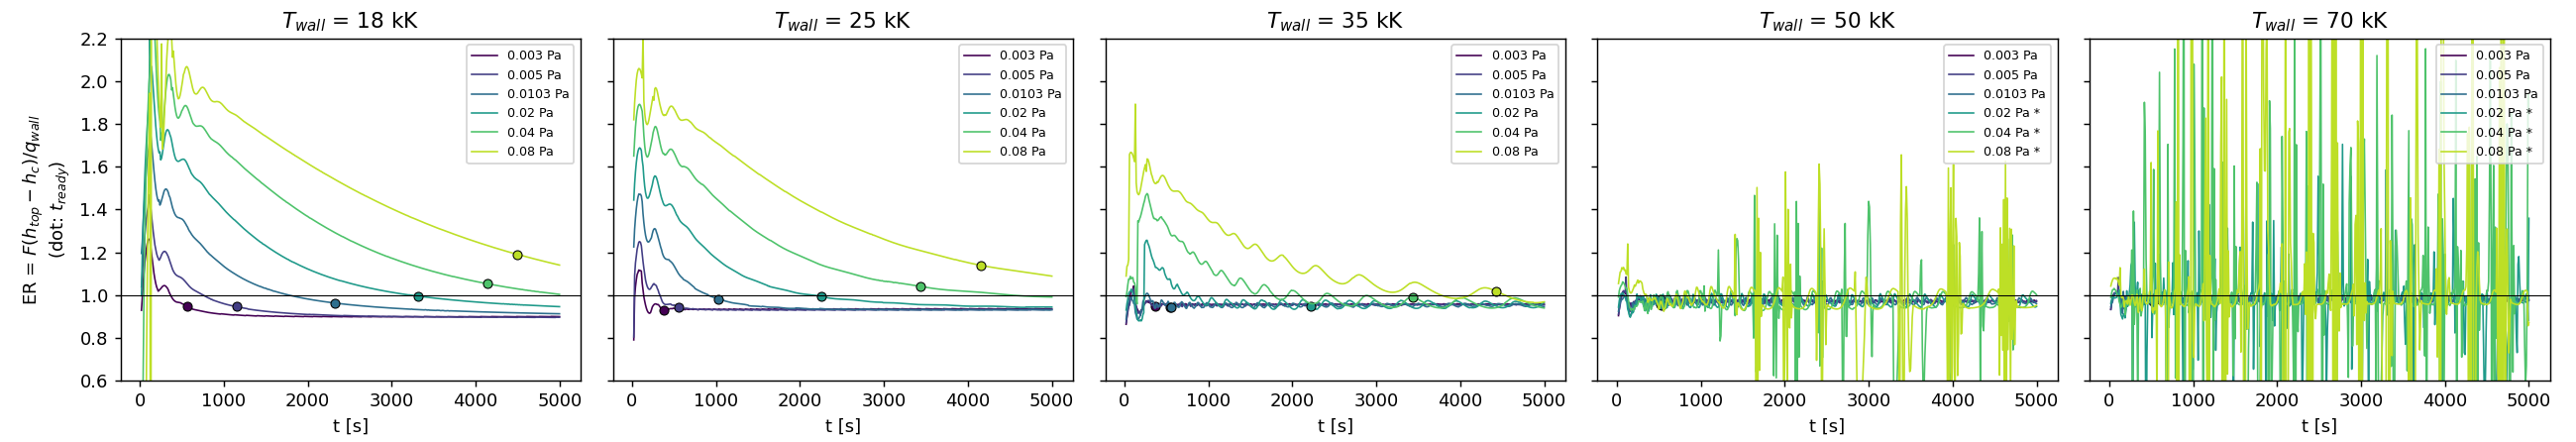 T_wall = 18 kK
T_wall = 25 kK
T_wall = 35 kK
T_wall = 50 kK
T_wall = 70 kK
ER = F(h_top − h_c)/q_wall
(dot: t_ready)
2.2
2.0
1.8
1.6
1.4
1.2
1.0
0.8
0.6
0.003 Pa
0.005 Pa
0.0103 Pa
0.02 Pa
0.04 Pa
0.08 Pa
0.003 Pa
0.005 Pa
0.0103 Pa
0.02 Pa
0.04 Pa
0.08 Pa
0.003 Pa
0.005 Pa
0.0103 Pa
0.02 Pa
0.04 Pa
0.08 Pa
0.003 Pa
0.005 Pa
0.0103 Pa
0.02 Pa *
0.04 Pa *
0.08 Pa *
0.003 Pa
0.005 Pa
0.0103 Pa
0.02 Pa *
0.04 Pa *
0.08 Pa *
0 1000 2000 3000 4000 5000
0 1000 2000 3000 4000 5000
0 1000 2000 3000 4000 5000
0 1000 2000 3000 4000 5000
0 1000 2000 3000 4000 5000
t [s]
t [s]
t [s]
t [s]
t [s]